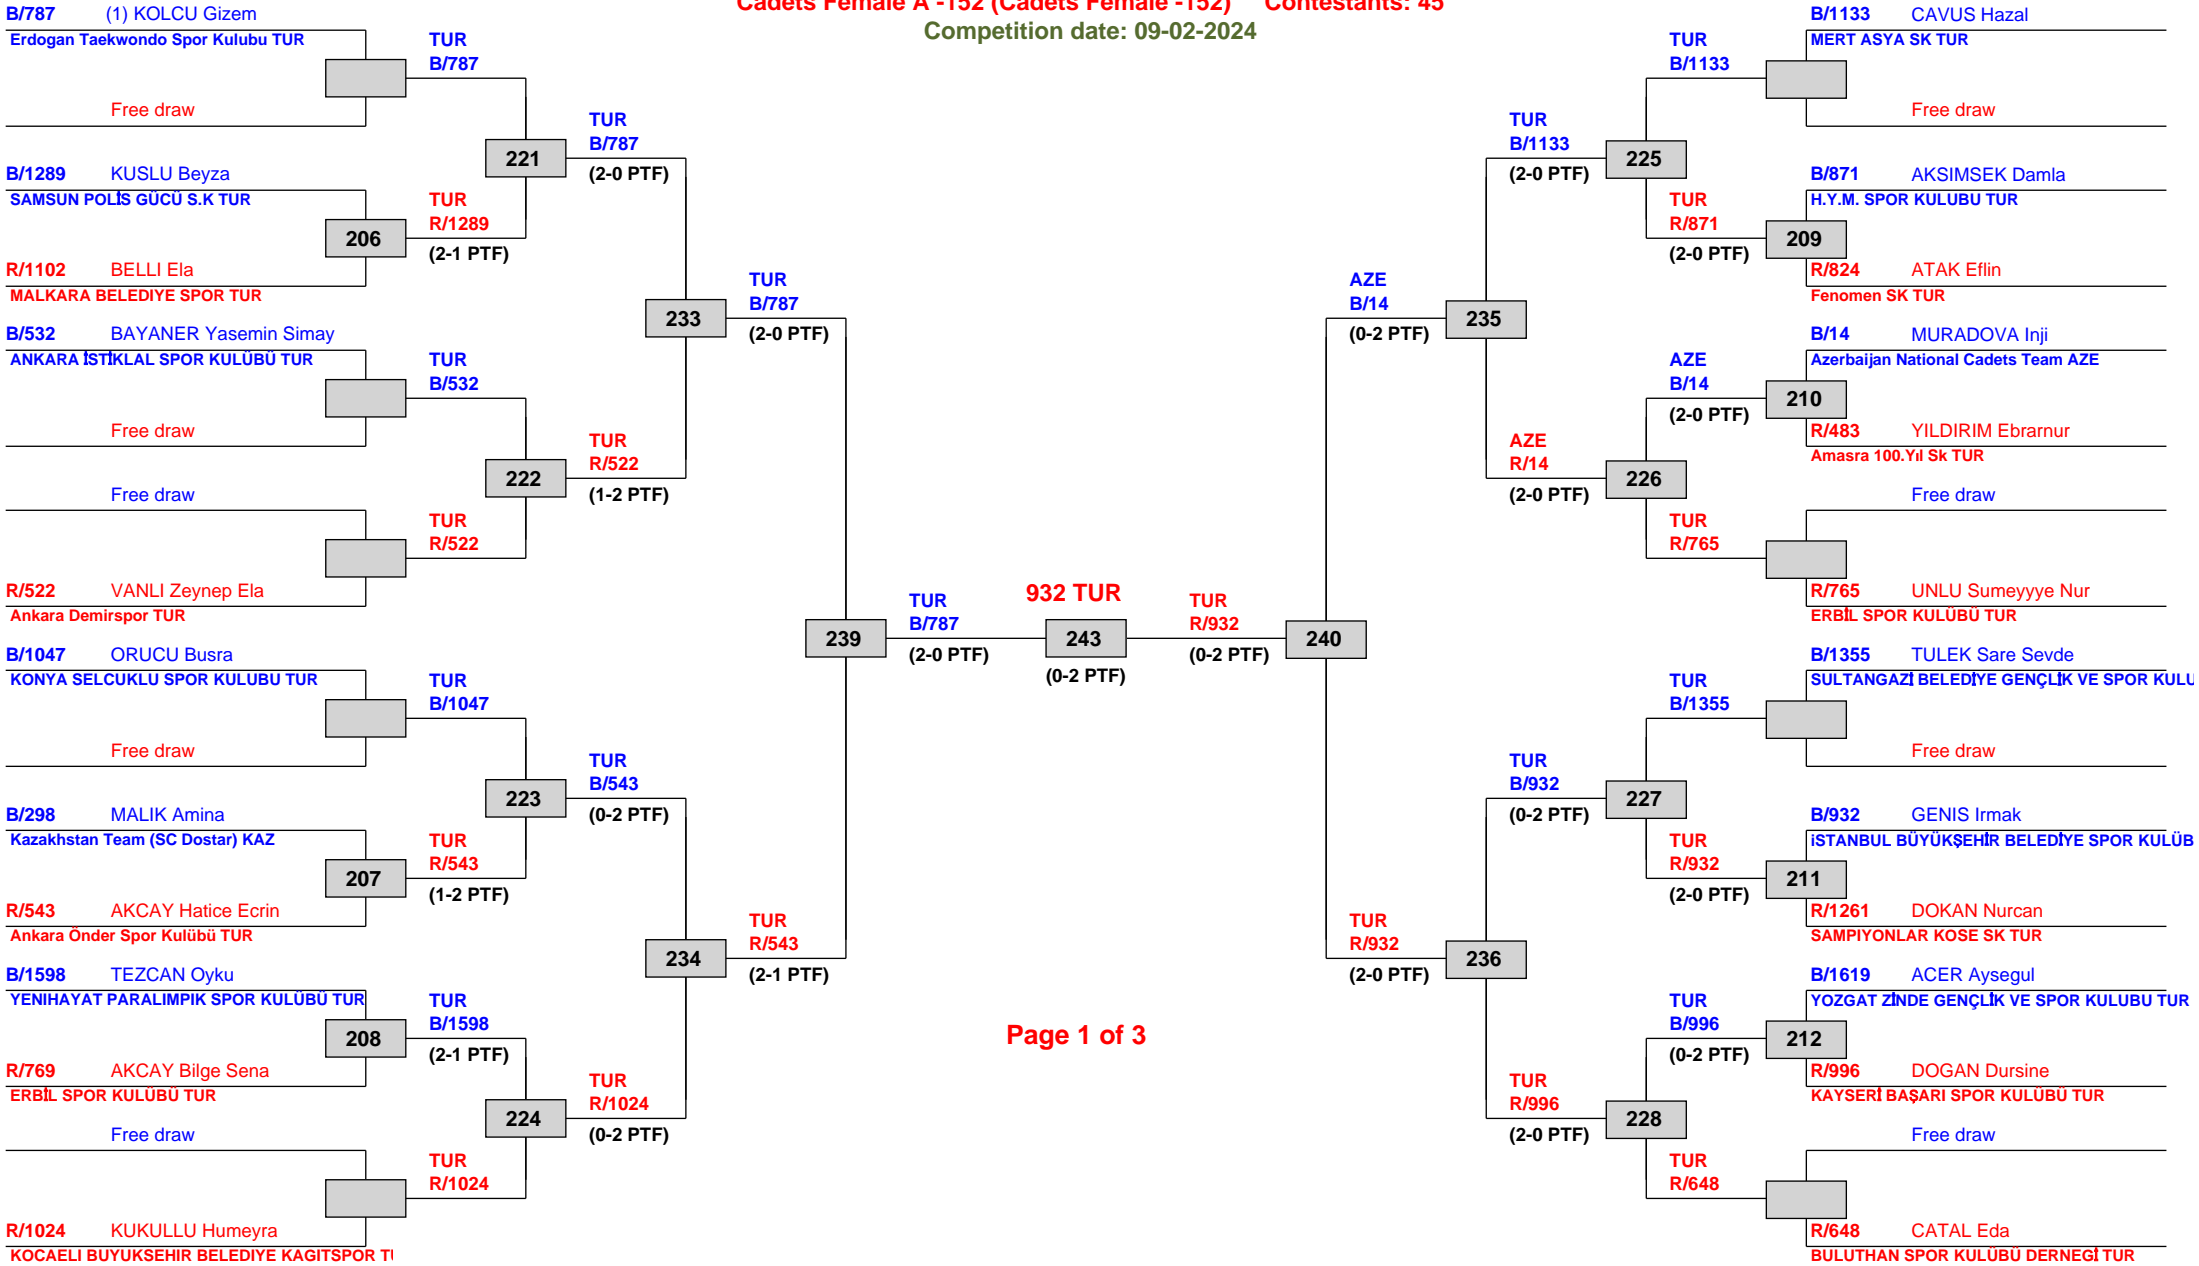 Cadets Female A -152 (Cadets Female -152) Contestants: 45
Competition date: 09-02-2024
B/787 (1) KOLCU Gizem
Erdogan Taekwondo Spor Kulubu TUR
Free draw
B/1289 KUSLU Beyza
SAMSUN POLİS GÜCÜ S.K TUR
206
R/1102 BELLI Ela
MALKARA BELEDIYE SPOR TUR
B/532 BAYANER Yasemin Simay
ANKARA İSTİKLAL SPOR KULÜBÜ TUR
Free draw
Free draw
R/522 VANLI Zeynep Ela
Ankara Demirspor TUR
B/1047 ORUCU Busra
KONYA SELCUKLU SPOR KULUBU TUR
Free draw
B/298 MALIK Amina
Kazakhstan Team (SC Dostar) KAZ
207
R/543 AKCAY Hatice Ecrin
Ankara Önder Spor Kulübü TUR
B/1598 TEZCAN Oyku
YENIHAYAT PARALIMPIK SPOR KULÜBÜ TUR
208
R/769 AKCAY Bilge Sena
ERBİL SPOR KULÜBÜ TUR
Free draw
R/1024 KUKULLU Humeyra
KOCAELI BUYUKSEHIR BELEDIYE KAGITSPOR
TUR
B/787
221
TUR
R/1289
(2-1 PTF)
TUR
B/532
222
TUR
R/522
TUR
B/1047
223
TUR
R/543
(1-2 PTF)
TUR
B/1598
(2-1 PTF)
224
TUR
R/1024
TUR
B/787
(2-0 PTF)
233
TUR
R/522
(1-2 PTF)
TUR
B/543
(0-2 PTF)
234
TUR
R/1024
(0-2 PTF)
TUR
B/787
(2-0 PTF)
239
TUR
R/543
(2-1 PTF)
TUR
B/787
(2-0 PTF)
932 TUR
243
(0-2 PTF)
Page 1 of 3
TUR
R/932
(0-2 PTF)
AZE
B/14
(0-2 PTF)
240
TUR
R/932
(2-0 PTF)
TUR
B/1133
(2-0 PTF)
235
AZE
R/14
(2-0 PTF)
TUR
B/932
(0-2 PTF)
236
TUR
R/996
(2-0 PTF)
TUR
B/1133
225
TUR
R/871
(2-0 PTF)
AZE
B/14
(2-0 PTF)
226
TUR
R/765
TUR
B/1355
227
TUR
R/932
(2-0 PTF)
TUR
B/996
(0-2 PTF)
228
TUR
R/648
B/1133 CAVUS Hazal
MERT ASYA SK TUR
Free draw
B/871 AKSIMSEK Damla
H.Y.M. SPOR KULUBU TUR
209
R/824 ATAK Eflin
Fenomen SK TUR
B/14 MURADOVA Inji
Azerbaijan National Cadets Team AZE
210
R/483 YILDIRIM Ebrarnur
Amasra 100.Yıl Sk TUR
Free draw
R/765 UNLU Sumeyyye Nur
ERBİL SPOR KULÜBÜ TUR
B/1355 TULEK Sare Sevde
SULTANGAZİ BELEDİYE GENÇLİK VE SPOR KULU
Free draw
B/932 GENIS Irmak
iSTANBUL BÜYÜKŞEHİR BELEDİYE SPOR KULÜB
211
R/1261 DOKAN Nurcan
SAMPIYONLAR KOSE SK TUR
B/1619 ACER Aysegul
YOZGAT ZİNDE GENÇLİK VE SPOR KULUBU TUR
212
R/996 DOGAN Dursine
KAYSERİ BAŞARI SPOR KULÜBÜ TUR
Free draw
R/648 CATAL Eda
BULUTHAN SPOR KULÜBÜ DERNEGİ TUR